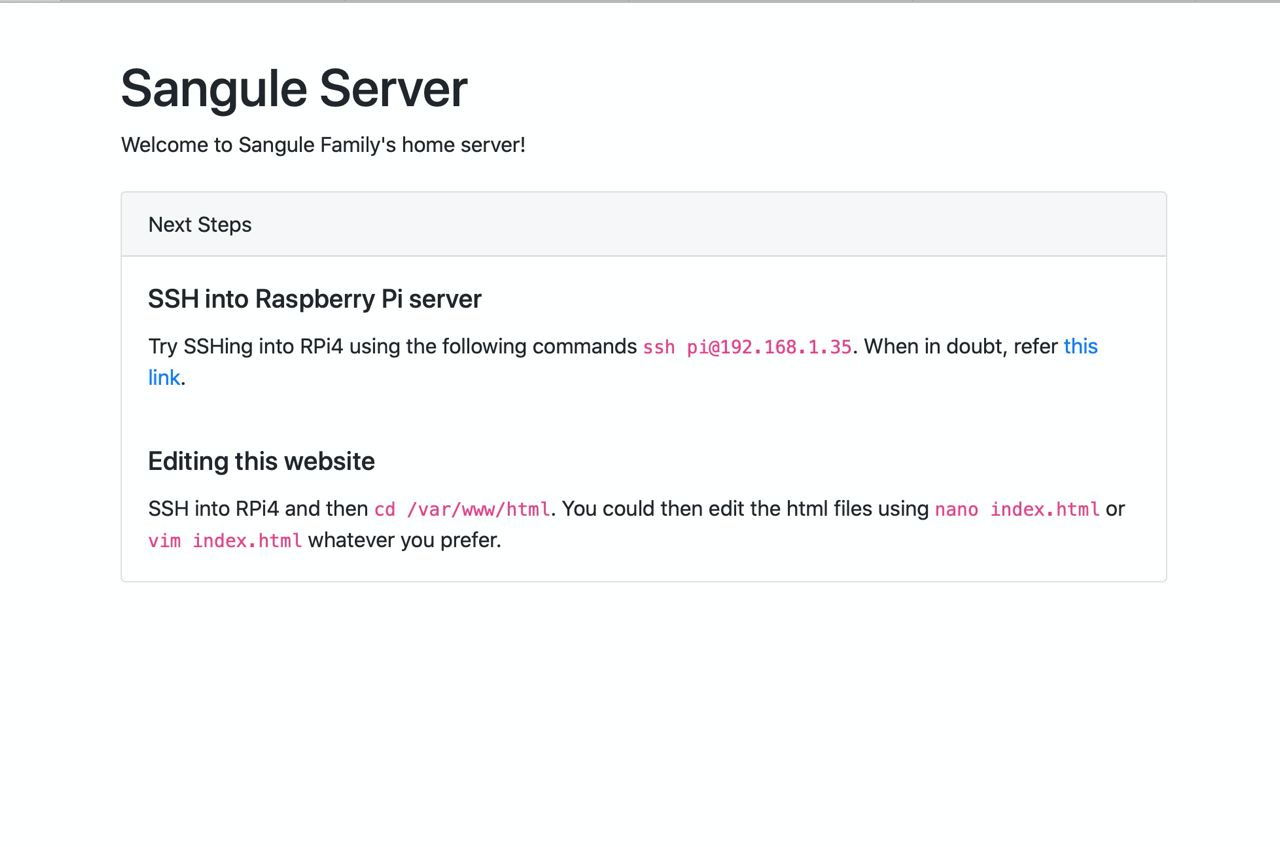 Sangule Server
Welcome to Sangule Family's home server!
Next Steps
SSH into Raspberry Pi server
Try SSHing into RPi4 using the following commands ssh pi@192.168.1.35. When in doubt, refer this
link.
Editing this website
SSH into RPi4 and then cd /var/www/html. You could then edit the html files using nano index.html or
vim index.html whatever you prefer.